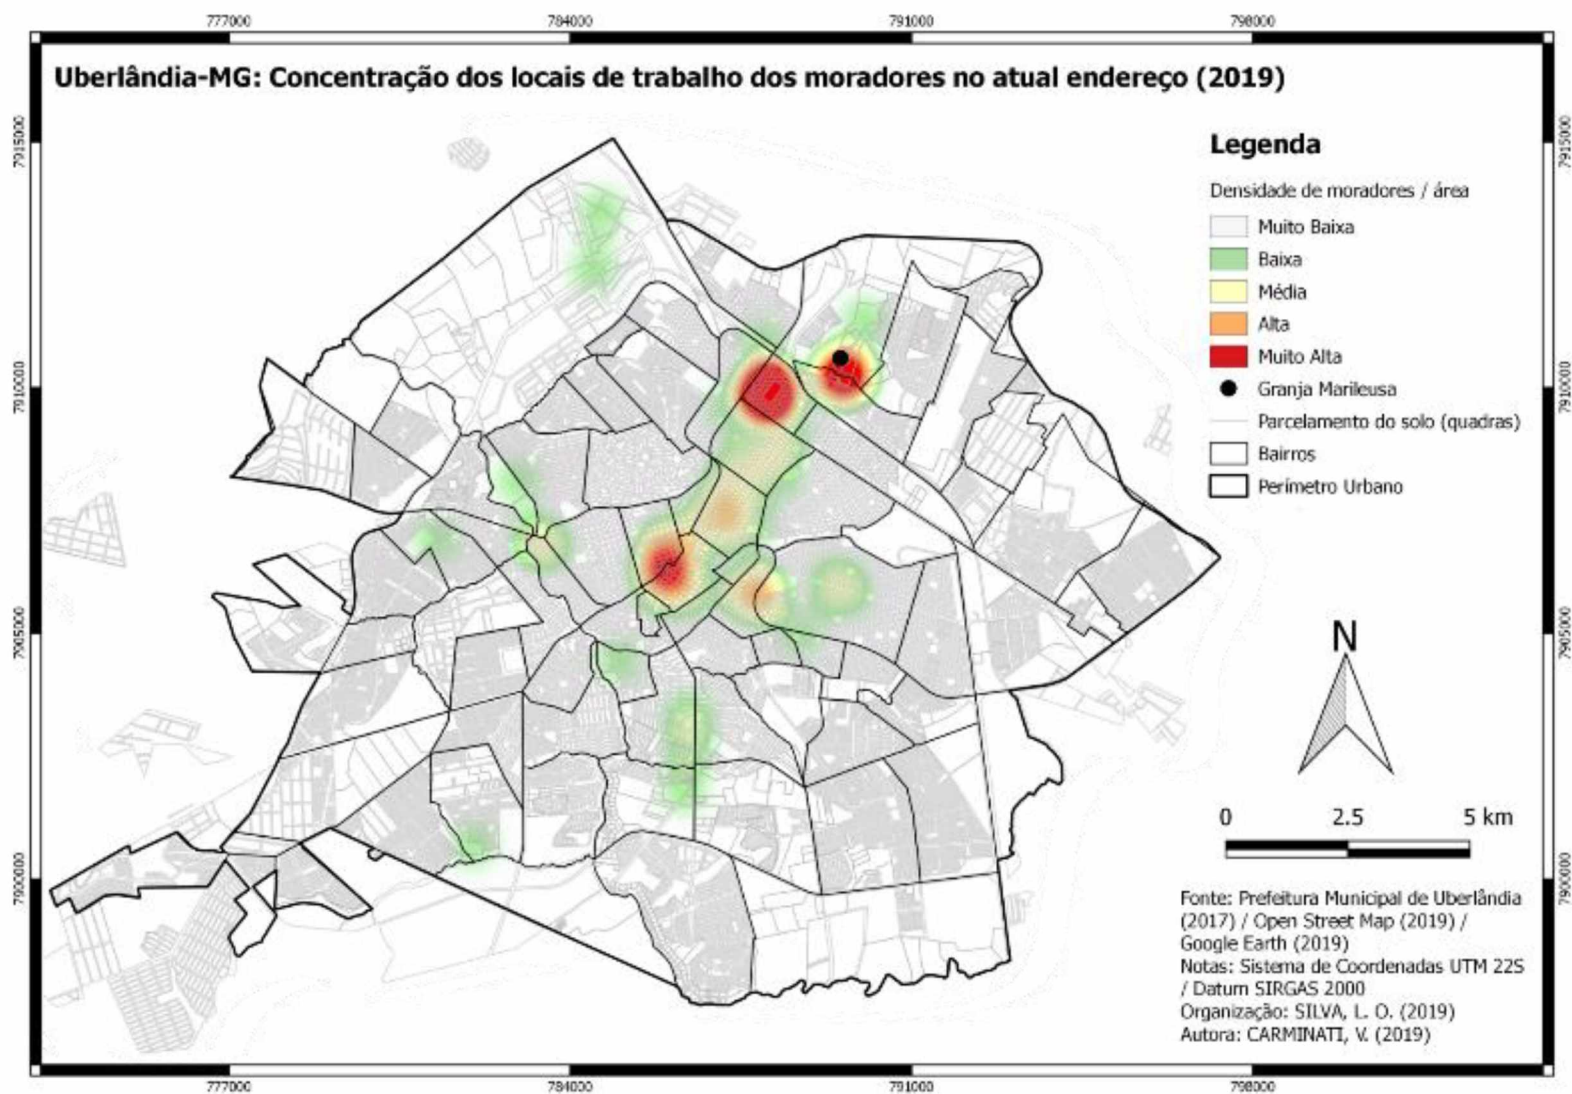 777000 784000 791000 798000
Uberlândia-MG: Concentração dos locais de trabalho dos moradores no atual endereço (2019)
7915000 7915000
Legenda
Densidade de moradores / área
Muito Baixa
Baixa
Média
Alta
Muito Alta
Granja Marileusa
Parcelamento do solo (quadras)
Bairros
Perímetro Urbano
7910000 7910000
7905000 7905000
N
0 2.5 5 km
7900000 7900000
Fonte: Prefeitura Municipal de Uberlândia
(2017) / Open Street Map (2019) /
Google Earth (2019)
Notas: Sistema de Coordenadas UTM 22S
/ Datum SIRGAS 2000
Organização: SILVA, L. O. (2019)
Autora: CARMINATI, V. (2019)
777000 784000 791000 798000